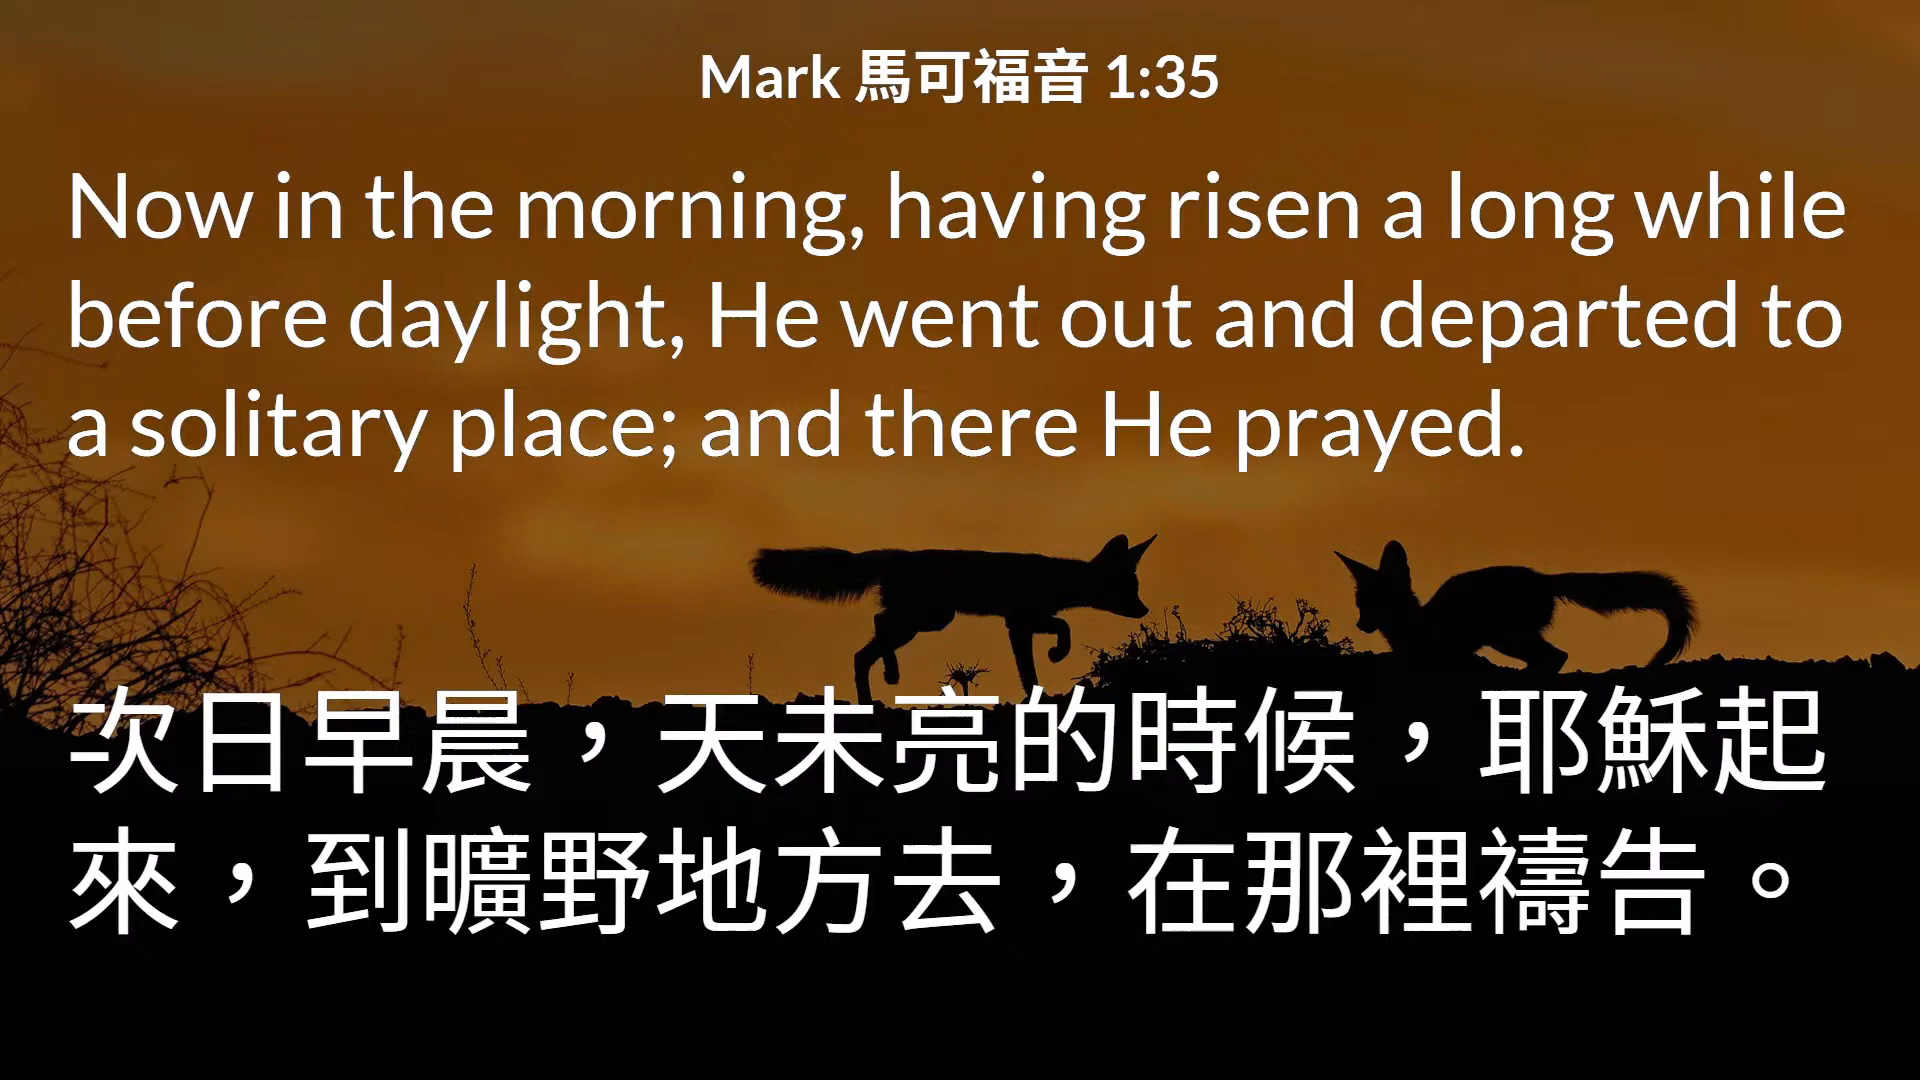 Mark 馬可福音 1:35
Now in the morning, having risen a long while
before daylight, He went out and departed to
a solitary place; and there He prayed.
次日早晨，天未亮的時候，耶穌起
來，到曠野地方去，在那裡禱告。